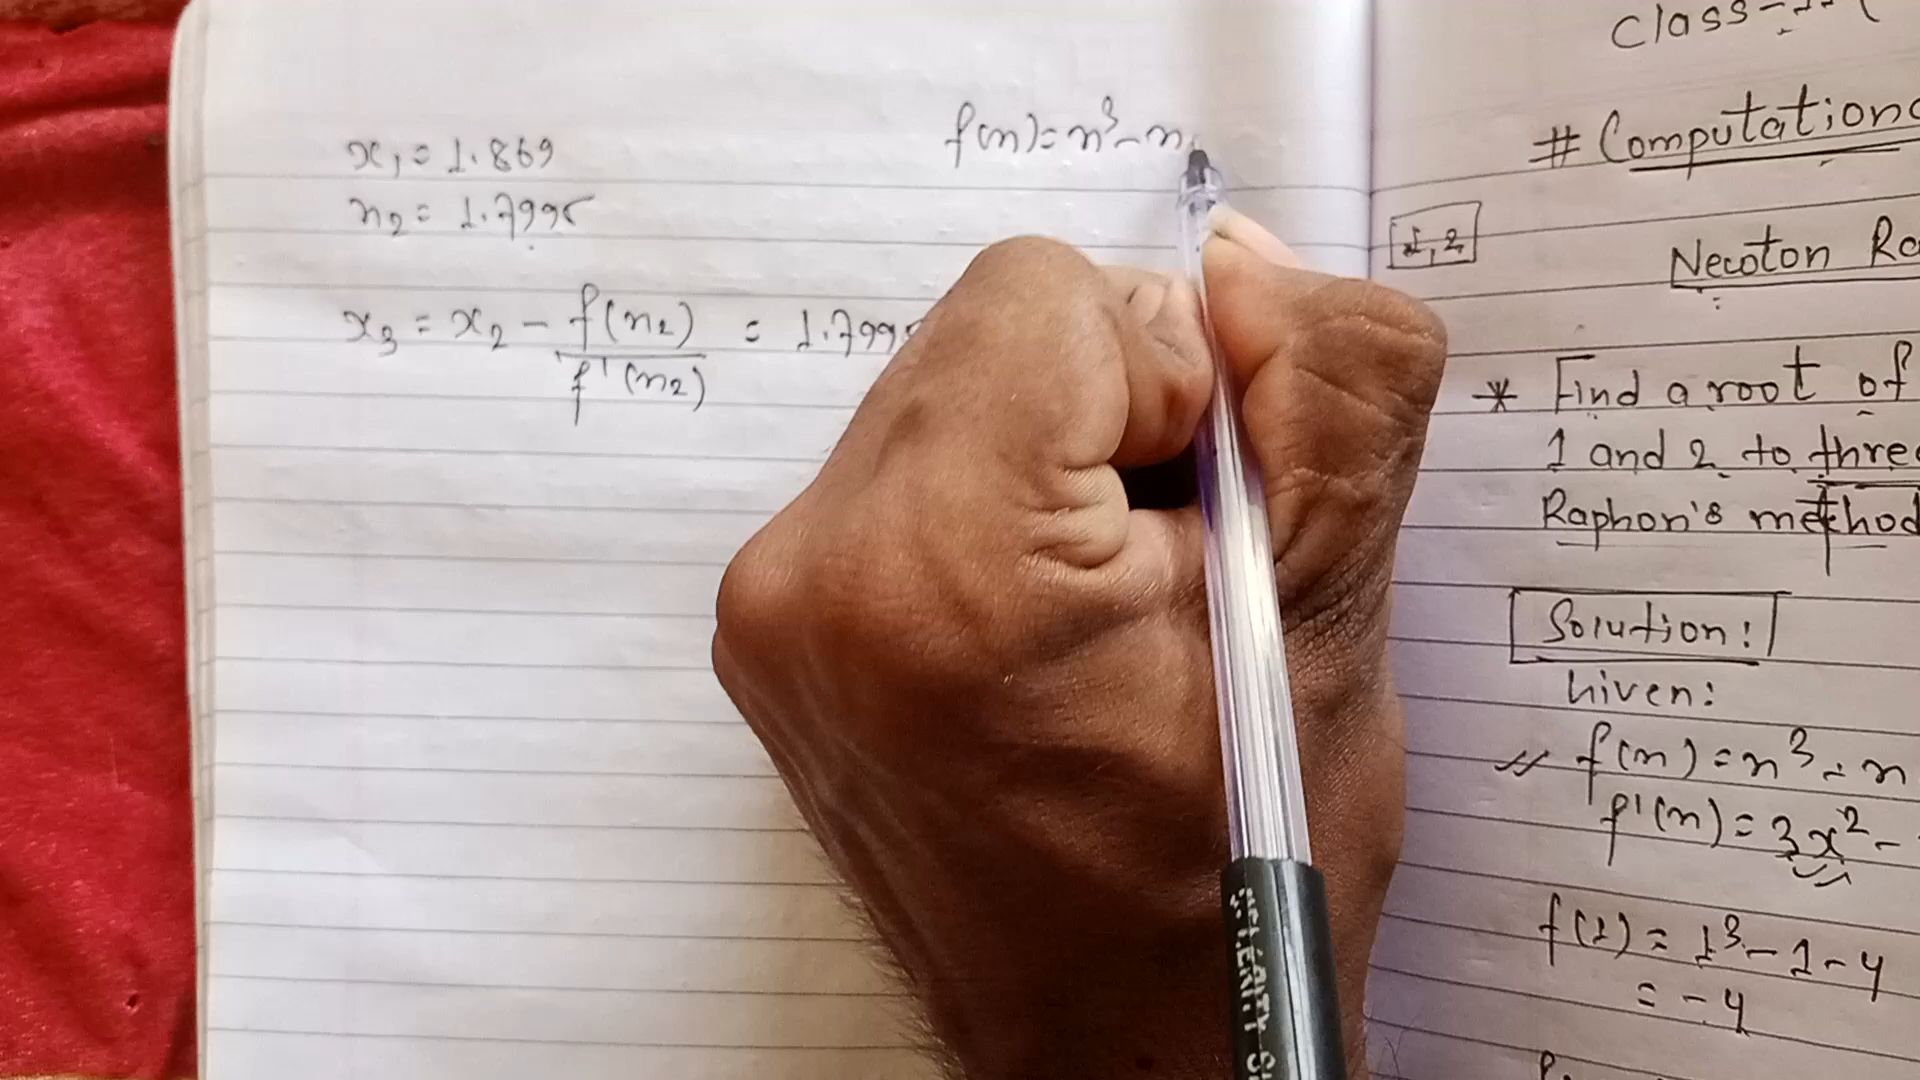 x₁ = 1.869
x₂ = 1.7995
x₃ = x₂ - f(x₂) / f'(x₂) = 1.799
f(x) = x³ - x
Class-11 (
# Computation
1, 2
Newton Ra
* Find a root of
1 and 2 to three
Raphon's method
Solution:
Given:
f(x) = x³ - x
f'(x) = 3x² -
f(1) = 1³ - 1 - 4
= -4